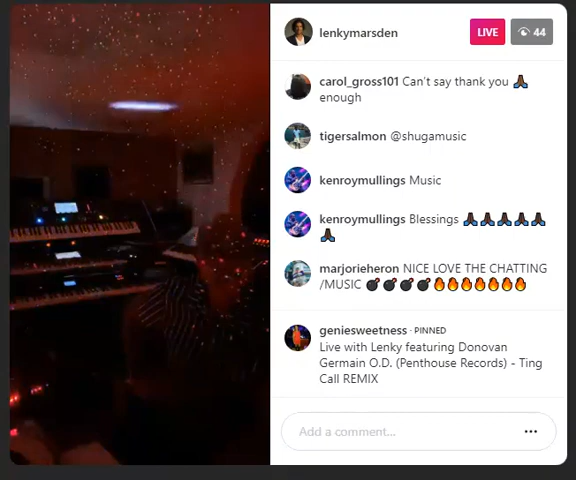 lenkymarsden
LIVE
44
carol_gross101 Can't say thank you 🙏🏿
enough
tigersalmon @shugamusic
kenroymullings Music
kenroymullings Blessings 🙏🏿🙏🏿🙏🏿🙏🏿🙏🏿
🙏🏿
marjorieheron NICE LOVE THE CHATTING
/MUSIC 💣💣💣💣🔥🔥🔥🔥🔥🔥🔥
geniesweetness · PINNED
Live with Lenky featuring Donovan
Germain O.D. (Penthouse Records) - Ting
Call REMIX
Add a comment...